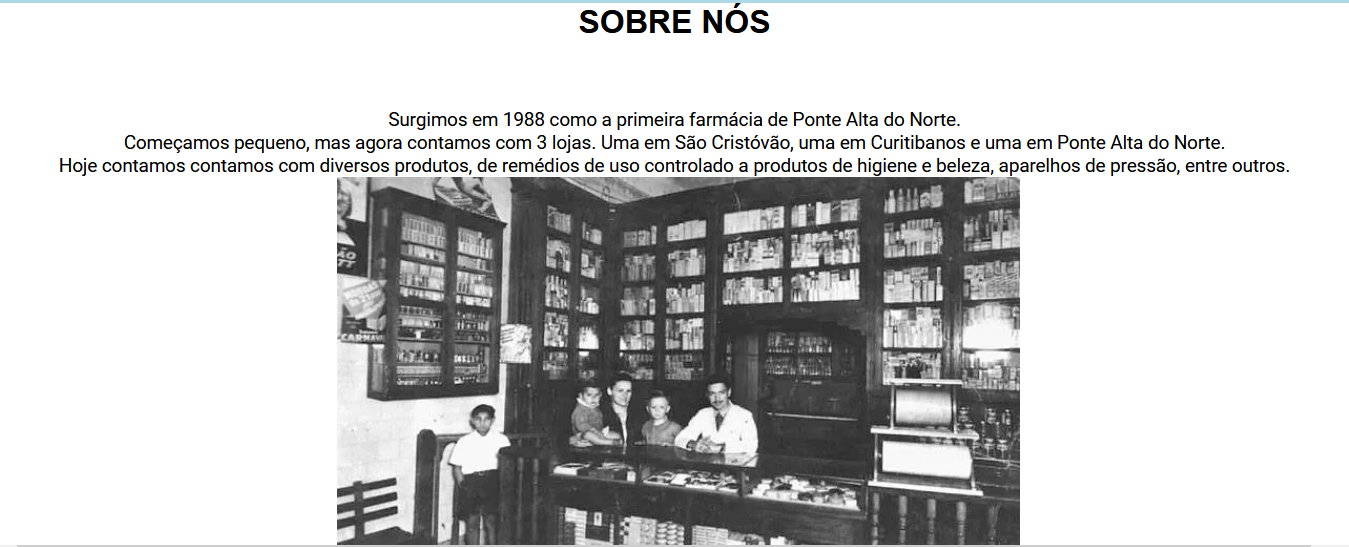 SOBRE NÓS
Surgimos em 1988 como a primeira farmácia de Ponte Alta do Norte.
Começamos pequeno, mas agora contamos com 3 lojas. Uma em São Cristóvão, uma em Curitibanos e uma em Ponte Alta do Norte.
Hoje contamos contamos com diversos produtos, de remédios de uso controlado a produtos de higiene e beleza, aparelhos de pressão, entre outros.
ÃO
TT
CARNAV